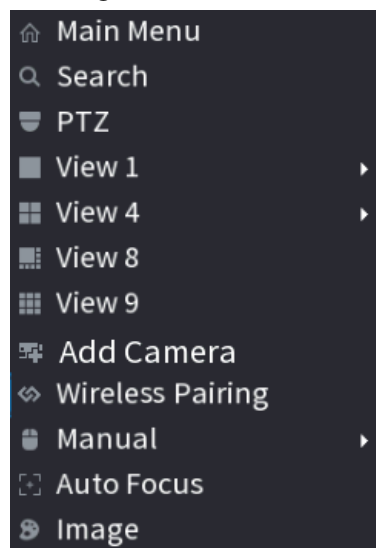 Main Menu
Search
PTZ
View 1
View 4
View 8
View 9
Add Camera
Wireless Pairing
Manual
Auto Focus
Image